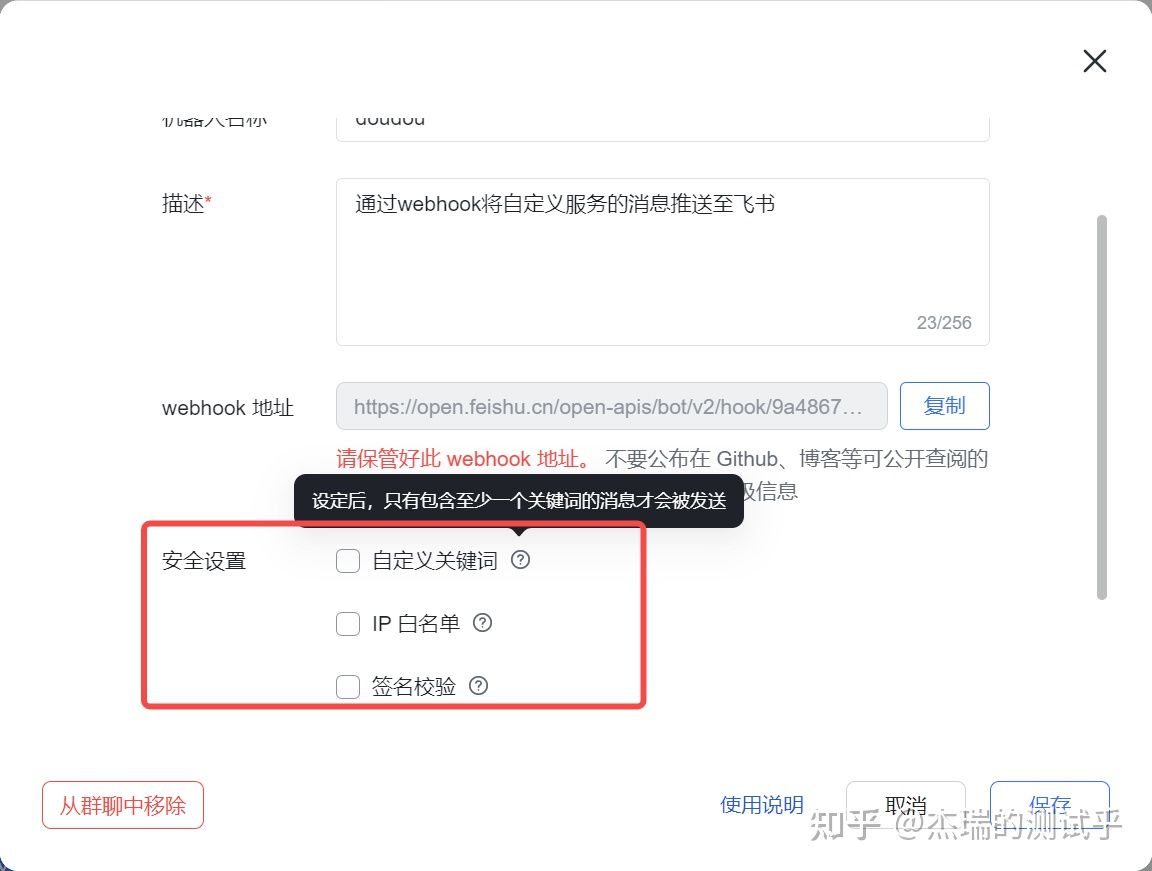 机器人名称
doudou
描述*
通过webhook将自定义服务的消息推送至飞书
23/256
webhook 地址
https://open.feishu.cn/open-apis/bot/v2/hook/9a4867...
复制
请保管好此 webhook 地址。 不要公布在 Github、博客等可公开查阅的
设定后，只有包含至少一个关键词的消息才会被发送
信息
安全设置
自定义关键词
IP 白名单
签名校验
从群聊中移除
使用说明
取消
保存
知乎 @杰瑞的测试乎